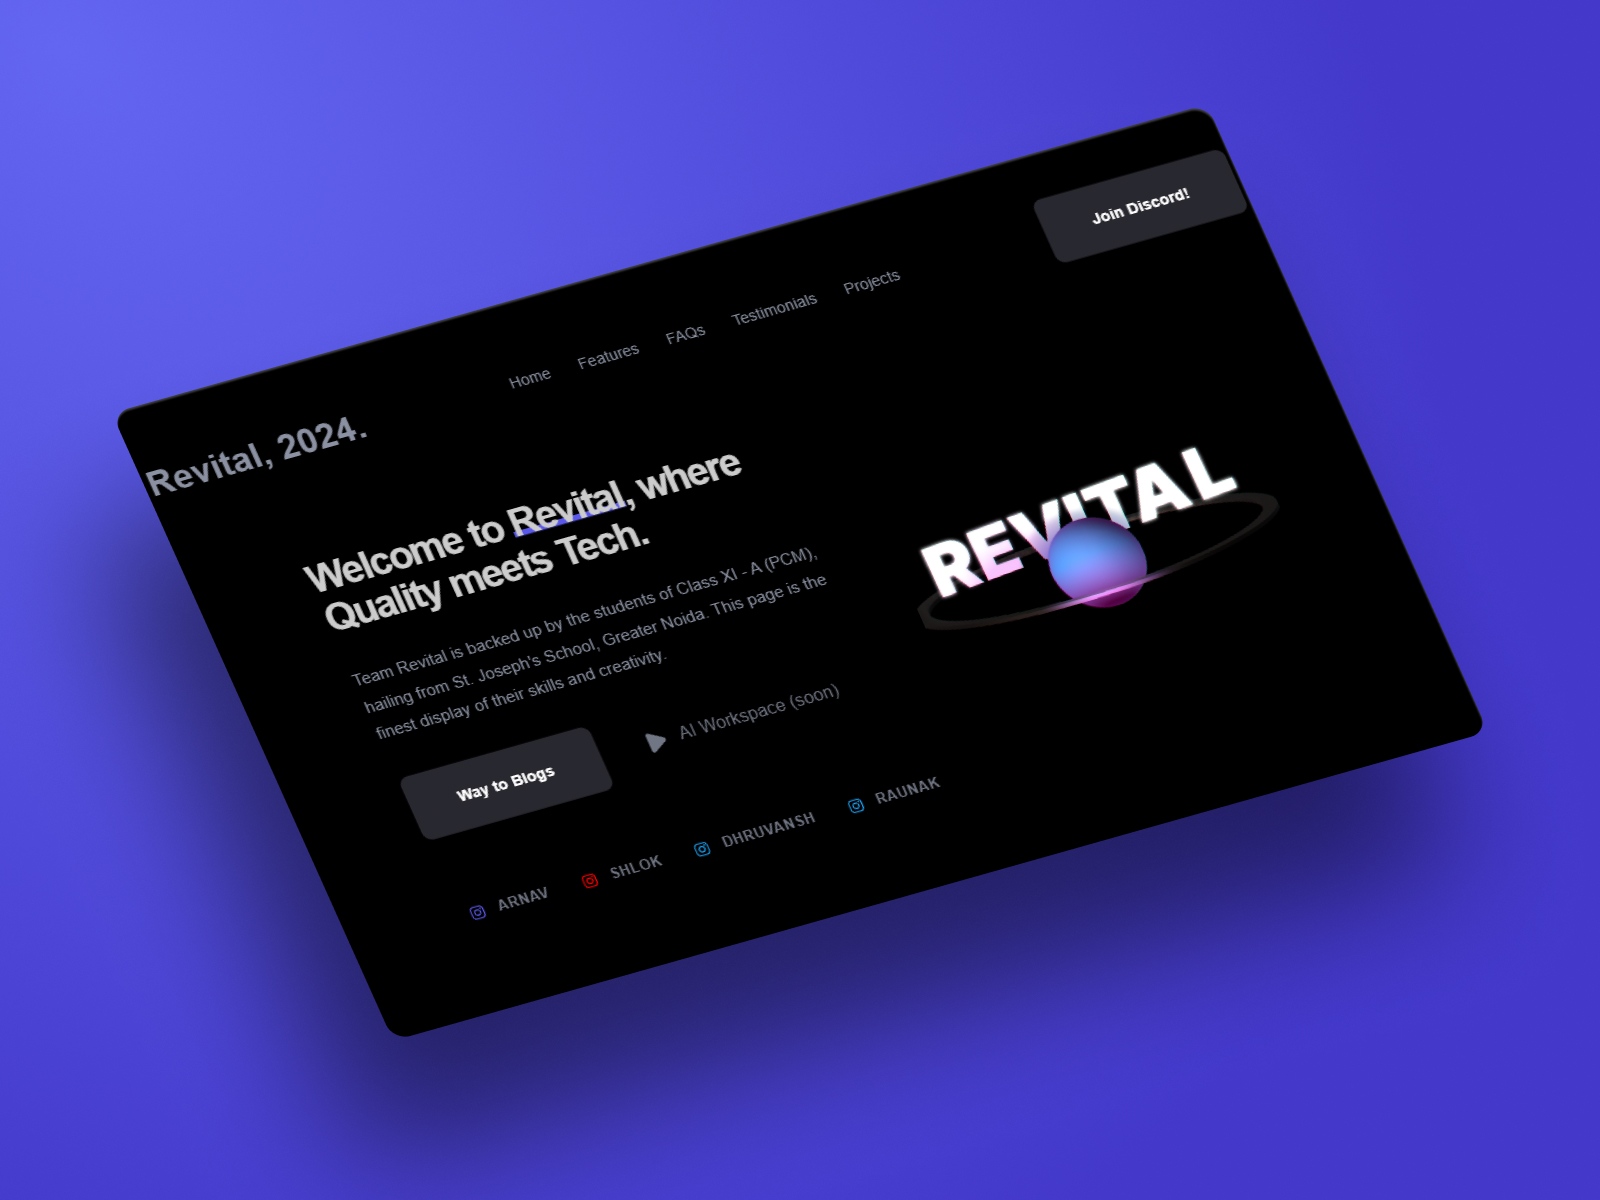 Join Discord!
Home Features FAQs Testimonials Projects
Revital, 2024.
Welcome to Revital, where
Quality meets Tech.
Team Revital is backed up by the students of Class XI - A (PCM),
hailing from St. Joseph's School, Greater Noida. This page is the
finest display of their skills and creativity.
Way to Blogs
AI Workspace (soon)
ARNAV SHLOK DHRUVANSH RAUNAK
REVITAL